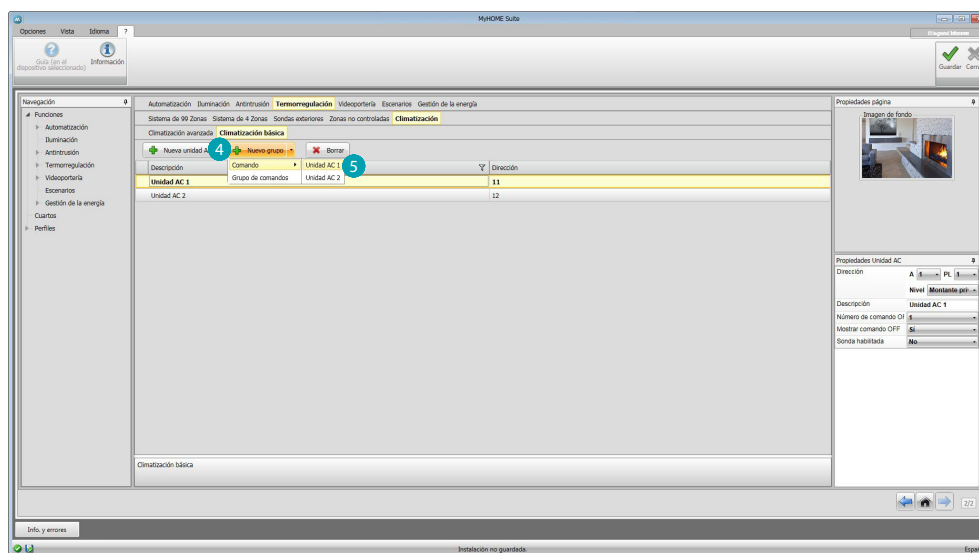 MyHOME Suite
Opciones Vista Idioma ?
Guía (en el dispositivo seleccionado)
Información
Guardar
Navegación
Funciones
Automatización
Iluminación
Antintrusión
Termorregulación
Videoportería
Escenarios
Gestión de la energía
Cuartos
Perfiles
Automatización Iluminación Antintrusión Termorregulación Videoportería Escenarios Gestión de la energía
Sistema de 99 Zonas Sistema de 4 Zonas Sondas exteriores Zonas no controladas Climatización
Climatización avanzada Climatización básica
Nueva unidad A 4 Nuevo grupo Borrar
Comando Unidad AC 1 5
Grupo de comandos Unidad AC 2
Descripción Dirección
Unidad AC 1 11
Unidad AC 2 12
Climatización básica
Propiedades página
Imagen de fondo
Propiedades Unidad AC
Dirección A 1 PL 1
Nivel Montante pri
Descripción Unidad AC 1
Número de comando OF 1
Mostrar comando OFF Sí
Sonda habilitada No
2/2
Info. y errores
Instalación no guardada.